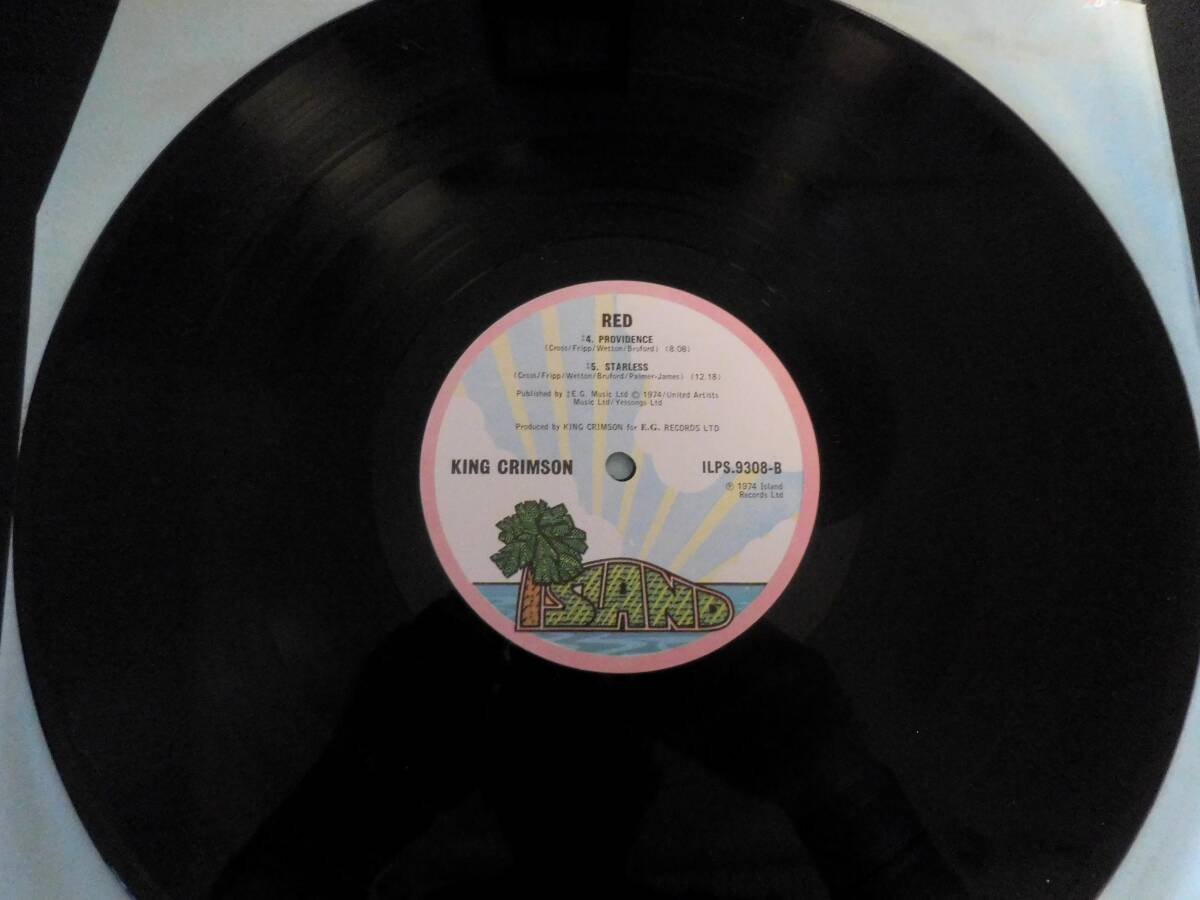 RED
‡4. PROVIDENCE
(Cross/Fripp/Wetton/Bruford) (8.08)
‡5. STARLESS
(Cross/Fripp/Wetton/Bruford/Palmer-James) (12.18)
Published by ‡E.G. Music Ltd © 1974/United Artists
Music Ltd/Yessongs Ltd
Produced by KING CRIMSON for E.G. RECORDS LTD
KING CRIMSON
ILPS.9308-B
℗ 1974 Island
Records Ltd
ISLAND